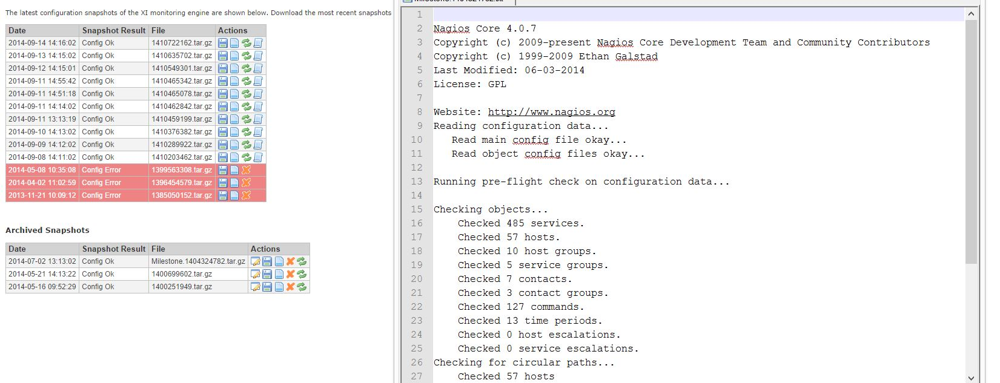 The latest configuration snapshots of the XI monitoring engine are shown below. Download the most recent snapshots
Date Snapshot Result File Actions
2014-09-14 14:16:02 Config Ok 1410722162.tar.gz
2014-09-13 14:15:02 Config Ok 1410635702.tar.gz
2014-09-12 14:15:01 Config Ok 1410549301.tar.gz
2014-09-11 14:55:42 Config Ok 1410465342.tar.gz
2014-09-11 14:51:18 Config Ok 1410465078.tar.gz
2014-09-11 14:14:02 Config Ok 1410462842.tar.gz
2014-09-11 13:13:19 Config Ok 1410459199.tar.gz
2014-09-10 14:13:02 Config Ok 1410376382.tar.gz
2014-09-09 14:12:02 Config Ok 1410289922.tar.gz
2014-09-08 14:11:02 Config Ok 1410203462.tar.gz
2014-05-08 10:35:08 Config Error 1399563308.tar.gz
2014-04-02 11:02:59 Config Error 1396454579.tar.gz
2013-11-21 10:09:12 Config Error 1385050152.tar.gz
Archived Snapshots
Date Snapshot Result File Actions
2014-07-02 13:13:02 Config Ok Milestone.1404324782.tar.gz
2014-05-21 14:13:22 Config Ok 1400699602.tar.gz
2014-05-16 09:52:29 Config Ok 1400251949.tar.gz
1
2 Nagios Core 4.0.7
3 Copyright (c) 2009-present Nagios Core Development Team and Community Contributors
4 Copyright (c) 1999-2009 Ethan Galstad
5 Last Modified: 06-03-2014
6 License: GPL
7
8 Website: http://www.nagios.org
9 Reading configuration data...
10 Read main config file okay...
11 Read object config files okay...
12
13 Running pre-flight check on configuration data...
14
15 Checking objects...
16 Checked 485 services.
17 Checked 57 hosts.
18 Checked 10 host groups.
19 Checked 5 service groups.
20 Checked 7 contacts.
21 Checked 3 contact groups.
22 Checked 127 commands.
23 Checked 13 time periods.
24 Checked 0 host escalations.
25 Checked 0 service escalations.
26 Checking for circular paths...
27 Checked 57 hosts